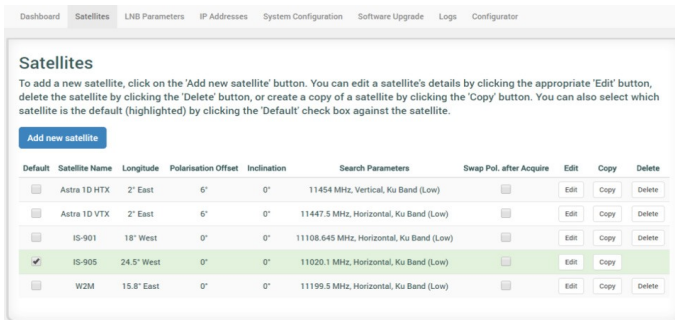 Dashboard Satellites LNB Parameters IP Addresses System Configuration Software Upgrade Logs Configurator
Satellites
To add a new satellite, click on the 'Add new satellite' button. You can edit a satellite's details by clicking the appropriate 'Edit' button,
delete the satellite by clicking the 'Delete' button, or create a copy of a satellite by clicking the 'Copy' button. You can also select which
satellite is the default (highlighted) by clicking the 'Default' check box against the satellite.
Add new satellite
Default Satellite Name Longitude Polarisation Offset Inclination Search Parameters Swap Pol. after Acquire Edit Copy Delete
Astra 1D HTX 2° East 6° 0° 11454 MHz, Vertical, Ku Band (Low) Edit Copy Delete
Astra 1D VTX 2° East 6° 0° 11447.5 MHz, Horizontal, Ku Band (Low) Edit Copy Delete
IS-901 18° West 0° 0° 11108.645 MHz, Horizontal, Ku Band (Low) Edit Copy Delete
IS-905 24.5° West 0° 0° 11020.1 MHz, Horizontal, Ku Band (Low) Edit Copy
W2M 15.8° East 0° 0° 11199.5 MHz, Horizontal, Ku Band (Low) Edit Copy Delete